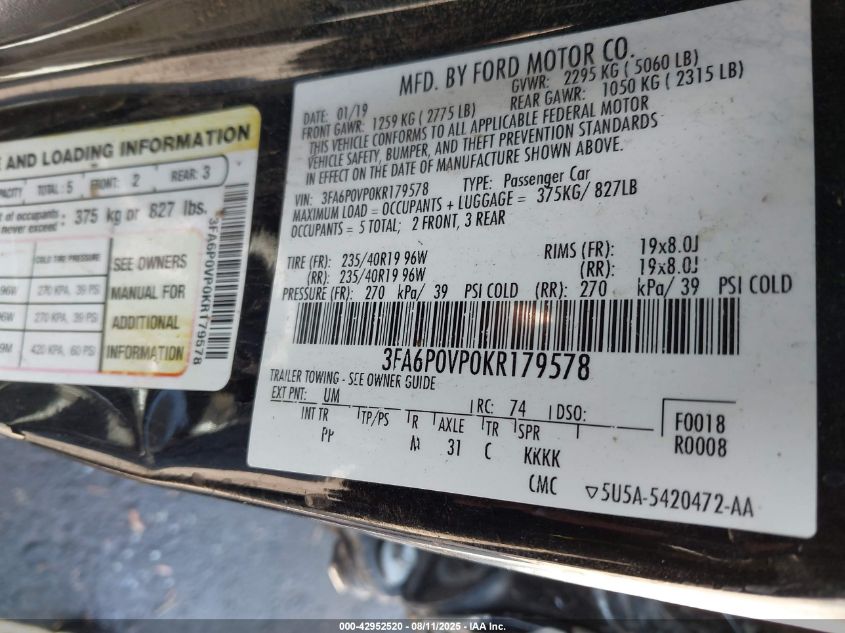 MFD. BY FORD MOTOR CO.
DATE: 01/19 GVWR: 2295 KG ( 5060 LB)
FRONT GAWR: 1259 KG ( 2775 LB) REAR GAWR: 1050 KG ( 2315 LB)
THIS VEHICLE CONFORMS TO ALL APPLICABLE FEDERAL MOTOR
VEHICLE SAFETY, BUMPER, AND THEFT PREVENTION STANDARDS
IN EFFECT ON THE DATE OF MANUFACTURE SHOWN ABOVE.
VIN: 3FA6P0VP0KR179578 TYPE: Passenger Car
MAXIMUM LOAD = OCCUPANTS + LUGGAGE = 375KG/ 827LB
OCCUPANTS = 5 TOTAL; 2 FRONT, 3 REAR
TIRE (FR): 235/40R19 96W RIMS (FR): 19x8.0J
(RR): 235/40R19 96W (RR): 19x8.0J
PRESSURE (FR): 270 kPa/ 39 PSI COLD (RR): 270 kPa/ 39 PSI COLD
3FA6P0VP0KR179578
TRAILER TOWING - SEE OWNER GUIDE
EXT PNT: UM RC: 74 DSO:
INT TR TP/PS R AXLE TR SPR
PP 31 C KKKK
F0018
R0008
CMC 5U5A-5420472-AA
AND LOADING INFORMATION
TOTAL: 5 FRONT: 2 REAR: 3
of occupants
never exceed: 375 kg or 827 lbs.
COLD TIRE PRESSURE
96W 270 KPA, 39 PSI
270 KPA, 39 PSI
420 KPA, 60 PSI
SEE OWNERS
MANUAL FOR
ADDITIONAL
INFORMATION
3FA6P0VP0KR179578
000-42952520 - 08/11/2025 - IAA Inc.